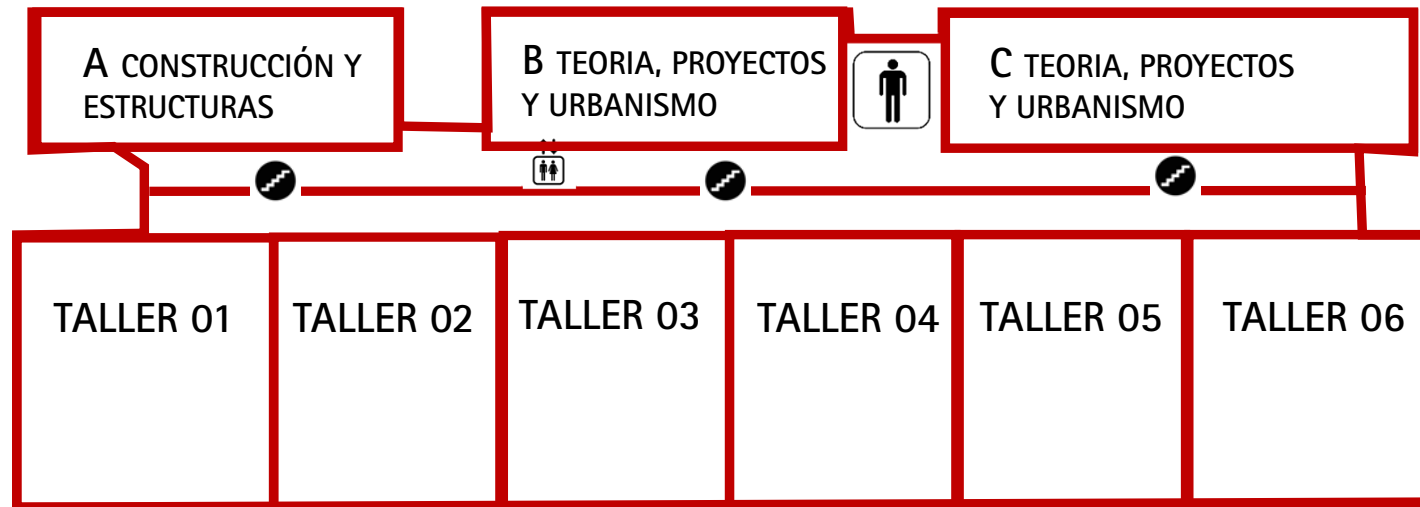 A CONSTRUCCIÓN Y
ESTRUCTURAS
B TEORIA, PROYECTOS
Y URBANISMO
C TEORIA, PROYECTOS
Y URBANISMO
TALLER 01
TALLER 02
TALLER 03
TALLER 04
TALLER 05
TALLER 06